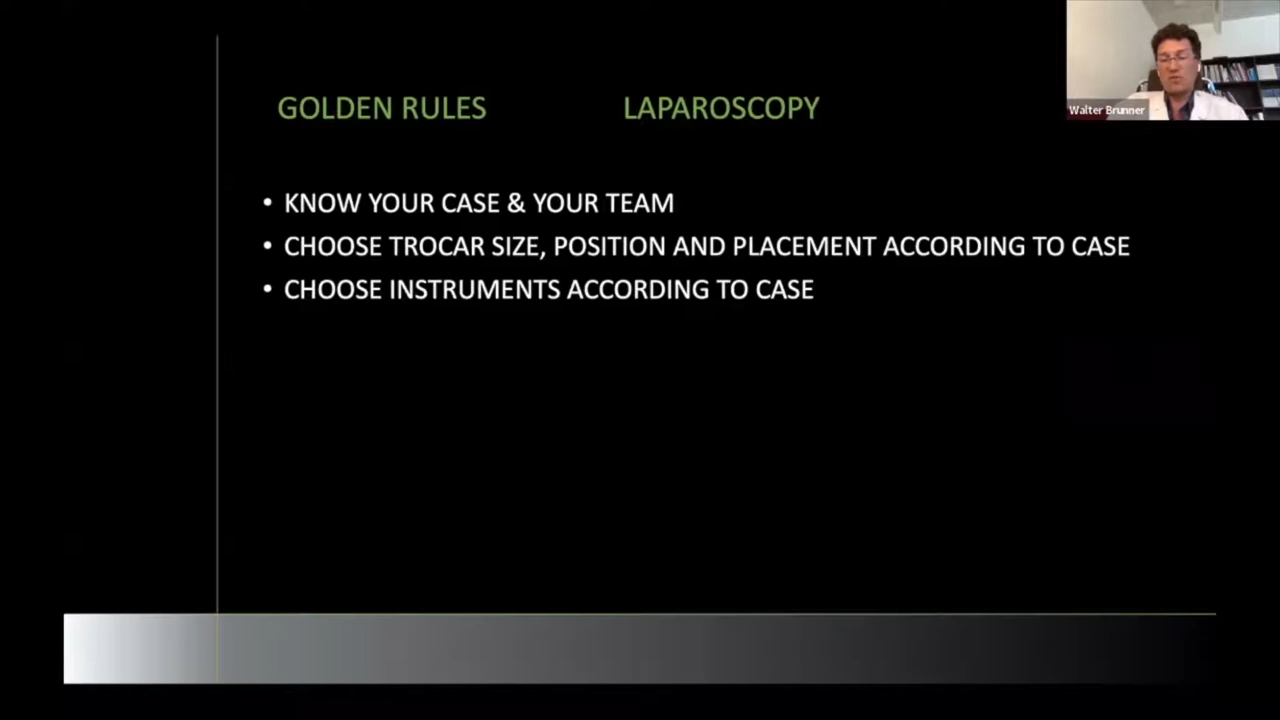 Walter Brunner
GOLDEN RULES LAPAROSCOPY
• KNOW YOUR CASE & YOUR TEAM
• CHOOSE TROCAR SIZE, POSITION AND PLACEMENT ACCORDING TO CASE
• CHOOSE INSTRUMENTS ACCORDING TO CASE